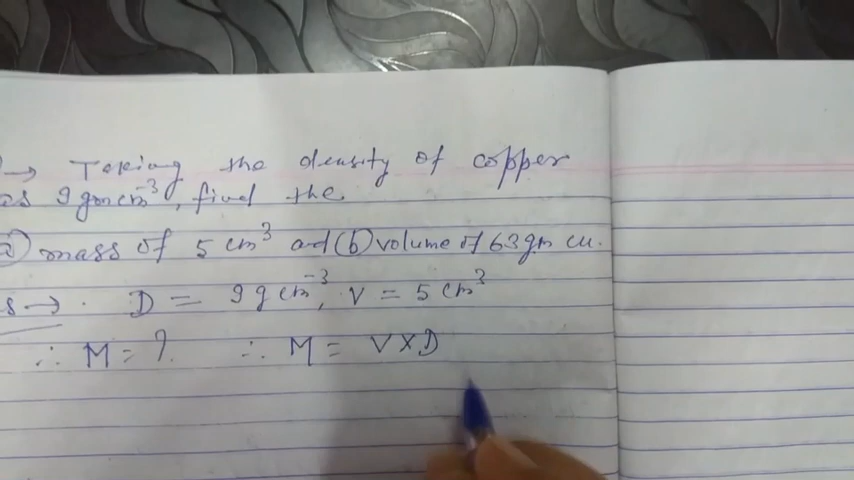 → Taking the density of copper
as 9 gm cm⁻³, find the
(a) mass of 5 cm³ and (b) volume of 63 gm cu.
s → . D = 9 g cm⁻³, V = 5 cm³
∴ M = ? ∴ M = V × D